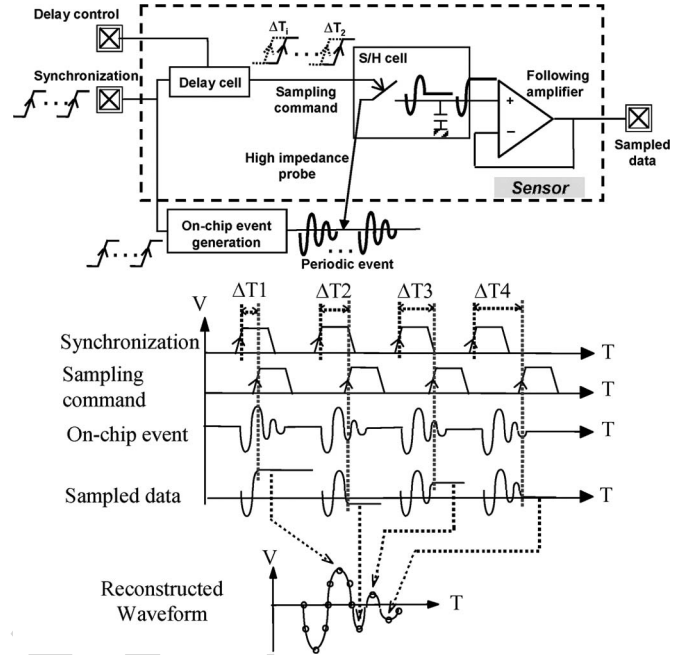 Delay control
Synchronization
Delay cell
ΔTi
ΔT2
Sampling
command
S/H cell
Following
amplifier
+
−
Sampled
data
High impedance
probe
Sensor
On-chip event
generation
Periodic event
V
ΔT1
ΔT2
ΔT3
ΔT4
Synchronization
T
Sampling
command
T
On-chip event
T
Sampled data
T
V
Reconstructed
Waveform
T